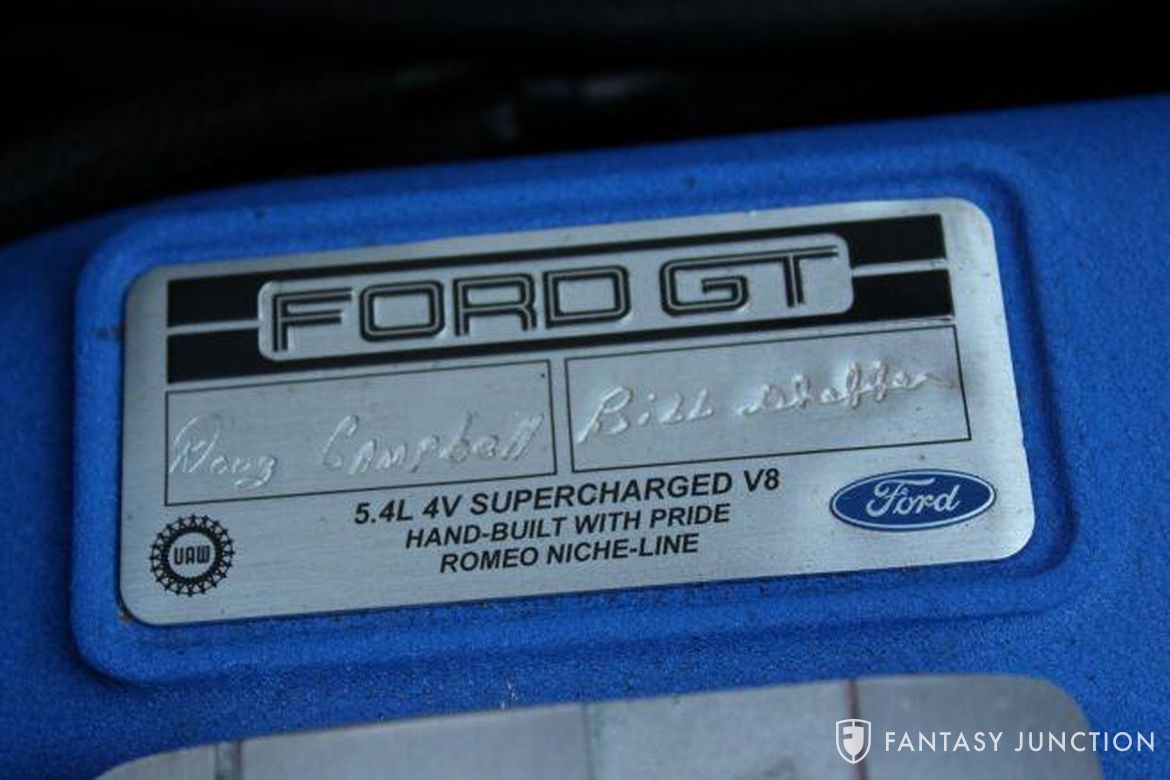 FORD GT
Doug Campbell
Bill Shaffer
5.4L 4V SUPERCHARGED V8
HAND-BUILT WITH PRIDE
ROMEO NICHE-LINE
UAW
Ford
FANTASY JUNCTION